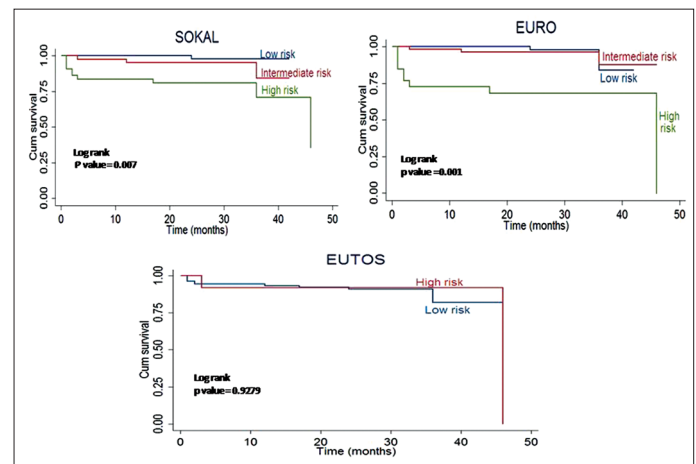 SOKAL
Cum survival
1.00
0.75
0.50
0.25
0.00
Low risk
Intermediate risk
High risk
Log rank
P value=0.007
0 10 20 30 40 50
Time (months)
EURO
Cum survival
1.00
0.75
0.50
0.25
0.00
Intermediate risk
Low risk
High
risk
Log rank
p value=0.001
0 10 20 30 40 50
Time (months)
EUTOS
Cum survival
1.00
0.75
0.50
0.25
0.00
High risk
Low risk
Log rank
p value=0.9279
0 10 20 30 40 50
Time (months)